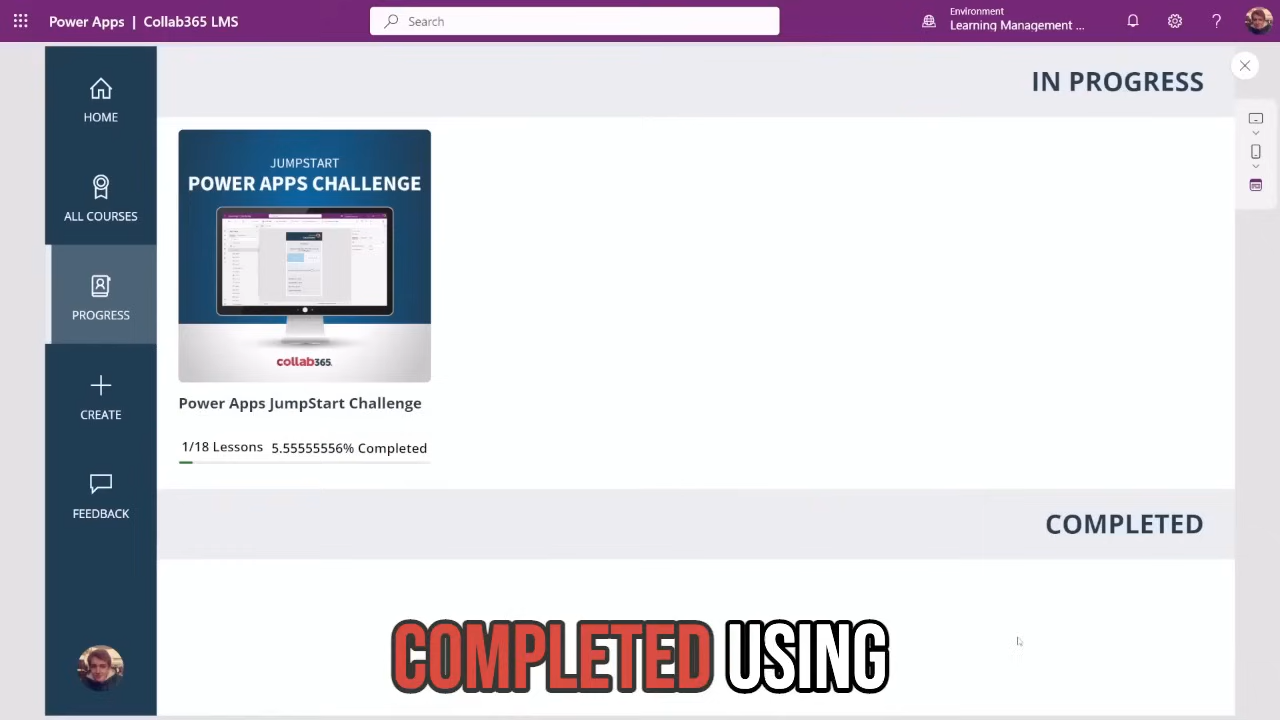 Power Apps | Collab365 LMS
Search
Environment
Learning Management ...
HOME
ALL COURSES
PROGRESS
CREATE
FEEDBACK
IN PROGRESS
JUMPSTART
POWER APPS CHALLENGE
collab365.
Power Apps JumpStart Challenge
1/18 Lessons 5.55555556% Completed
COMPLETED
COMPLETED USING